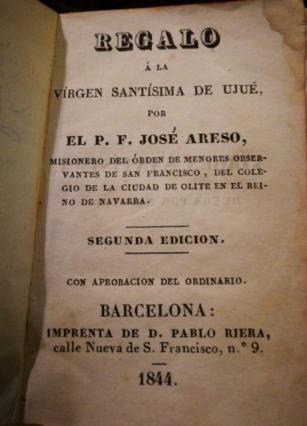 REGALO
Á LA
VÍRGEN SANTÍSIMA DE UJUÉ,
POR
EL P. F. JOSÉ ARESO,
MISIONERO DEL ÓRDEN DE MENORES OBSER-
VANTES DE SAN FRANCISCO, DEL COLE-
GIO DE LA CIUDAD DE OLITE EN EL REI-
NO DE NAVARRA.
SEGUNDA EDICION.
CON APROBACION DEL ORDINARIO.
BARCELONA:
IMPRENTA DE D. PABLO RIERA,
calle Nueva de S. Francisco, n.º 9.
1844.